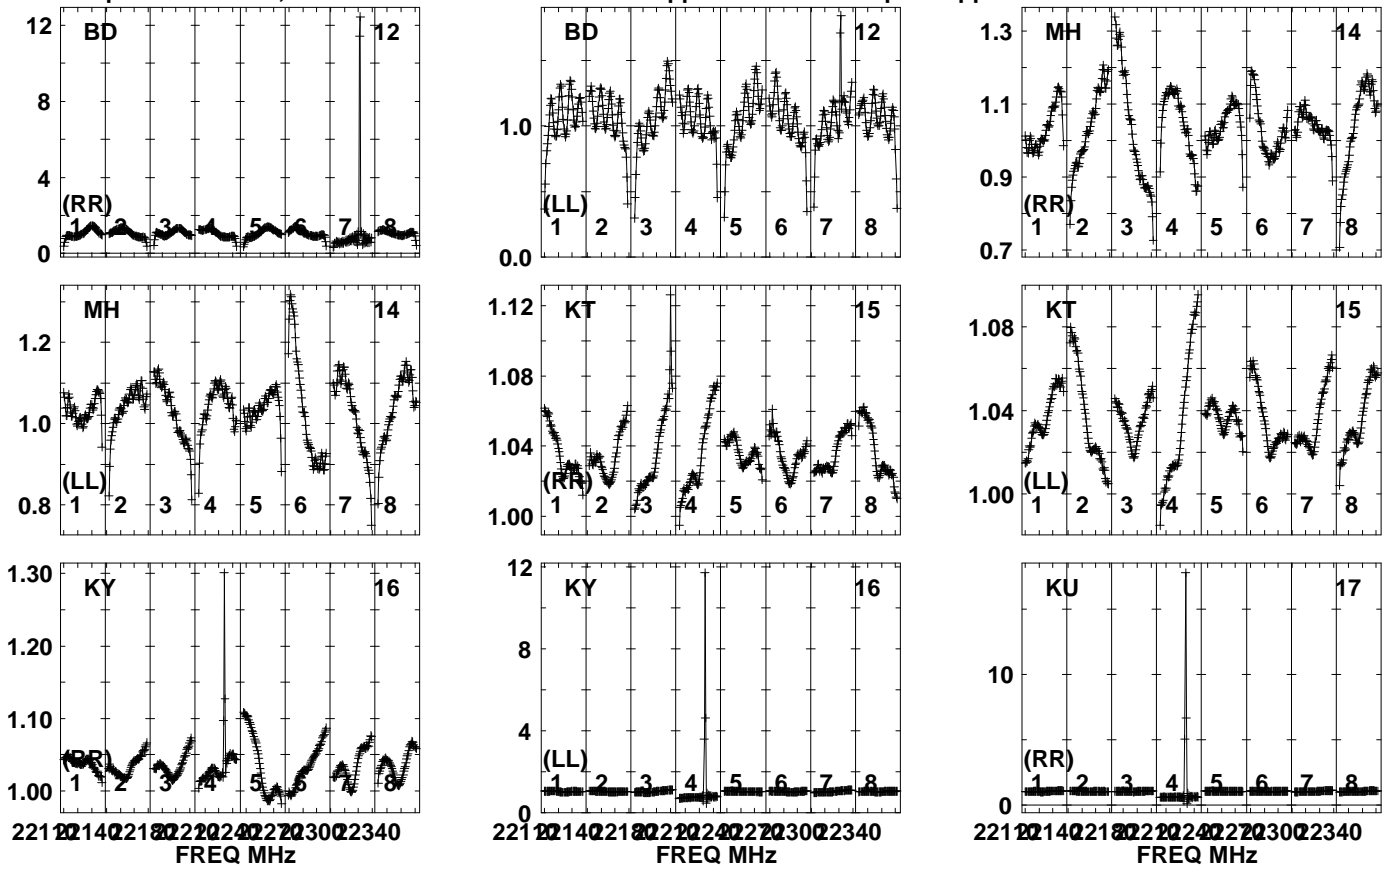 BD 12
12
8
4
0
(RR)
1 2 3 4 5 6 7 8
BD 12
1.0
0.0
(LL)
1 2 3 4 5 6 7 8
MH 14
1.3
1.1
0.9
0.7
(RR)
1 2 3 4 5 6 7 8
MH 14
1.2
1.0
0.8
(LL)
1 2 3 4 5 6 7 8
KT 15
1.12
1.08
1.04
1.00
(RR)
1 2 3 4 5 6 7 8
KT 15
1.08
1.04
1.00
(LL)
1 2 3 4 5 6 7 8
KY 16
1.30
1.20
1.10
1.00
(RR)
1 2 3 4 5 6 7 8
FREQ MHz
KY 16
12
8
4
0
(LL)
1 2 3 4 5 6 7 8
FREQ MHz
KU 17
10
0
(RR)
1 2 3 4 5 6 7 8
FREQ MHz